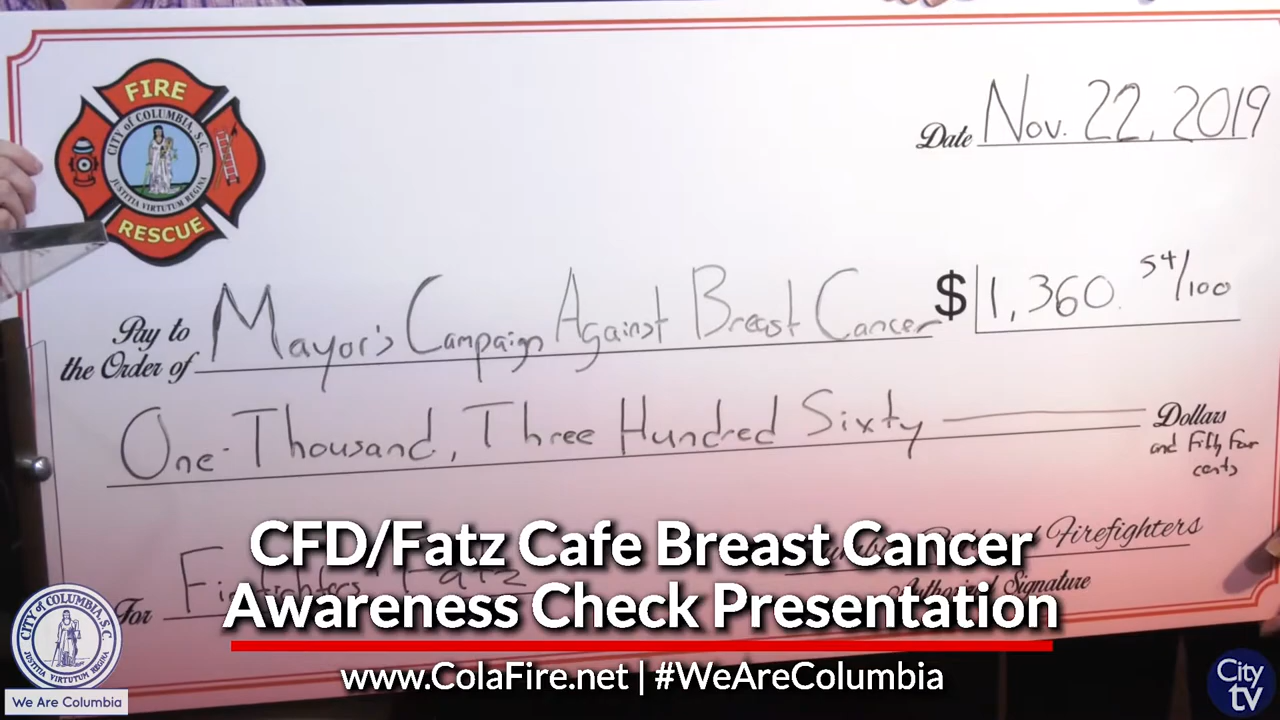 FIRE
CITY of COLUMBIA, S.C.
JUSTITIA VIRTUTUM REGINA
RESCUE
Date Nov. 22, 2019
Pay to
the Order of Mayor's Campaign Against Breast Cancer $ 1,360. 54/100
One Thousand, Three Hundred Sixty Dollars
and Fifty Four
cents
Firefighters
Authorized Signature
For Firefighters' Fatz
CFD/Fatz Cafe Breast Cancer
Awareness Check Presentation
www.ColaFire.net | #WeAreColumbia
CITY of COLUMBIA, S.C.
JUSTITIA VIRTUTUM REGINA
We Are Columbia
City
tv